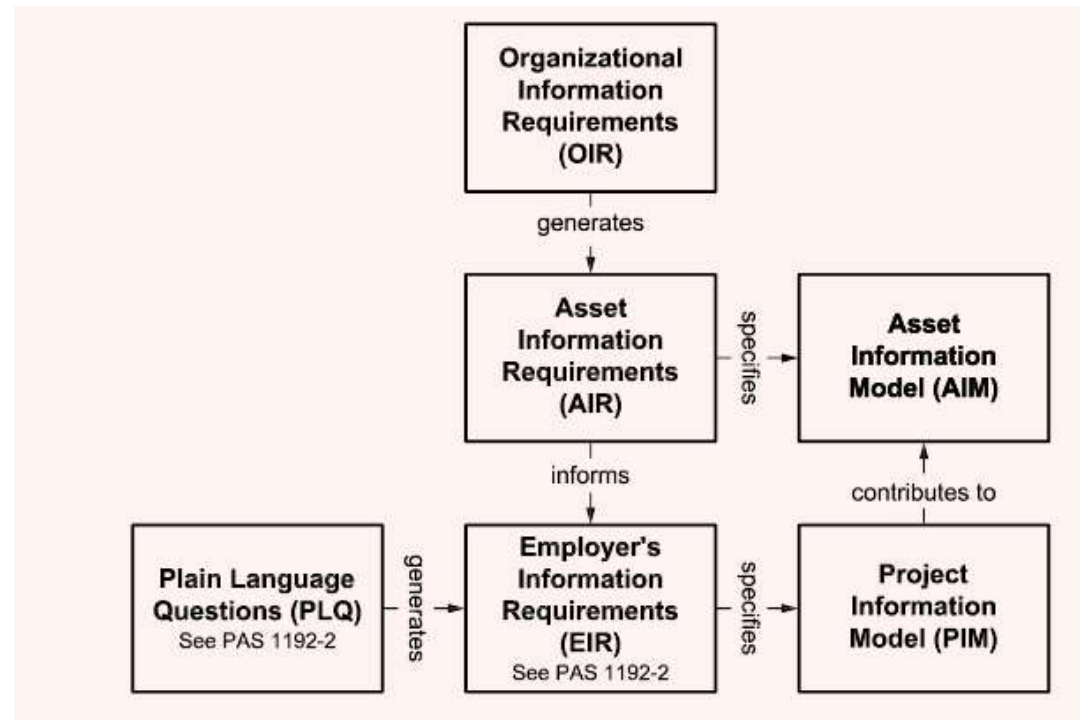 Organizational
Information
Requirements
(OIR)
generates
Asset
Information
Requirements
(AIR)
specifies
Asset
Information
Model (AIM)
informs
contributes to
Plain Language
Questions (PLQ)
See PAS 1192-2
generates
Employer's
Information
Requirements
(EIR)
See PAS 1192-2
specifies
Project
Information
Model (PIM)